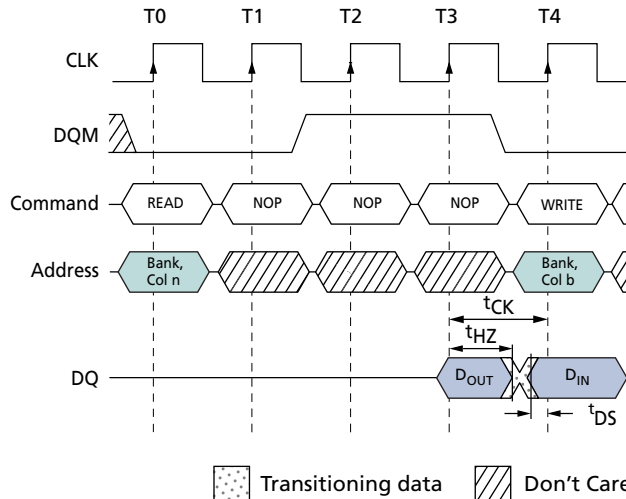 T0 T1 T2 T3 T4
CLK
DQM
Command READ NOP NOP NOP WRITE
Address Bank, Col n Bank, Col b
tCK
tHZ
DQ DOUT DIN
tDS
Transitioning data Don't Care